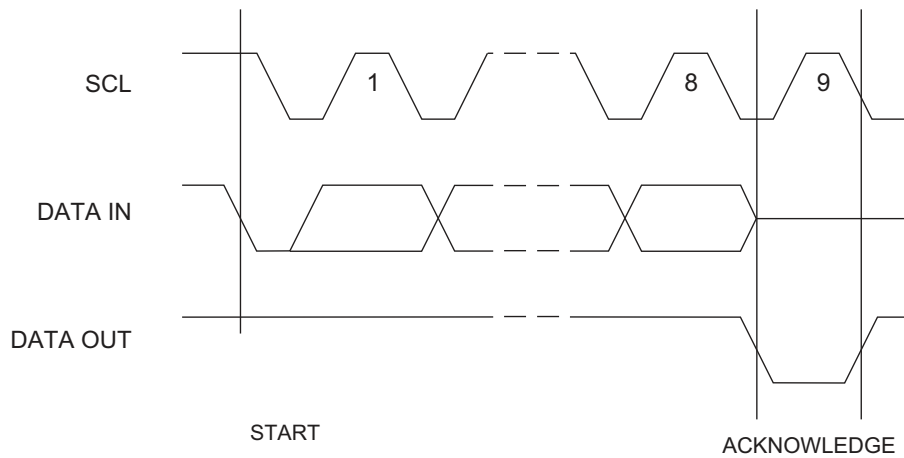 SCL
1
8
9
DATA IN
DATA OUT
START
ACKNOWLEDGE